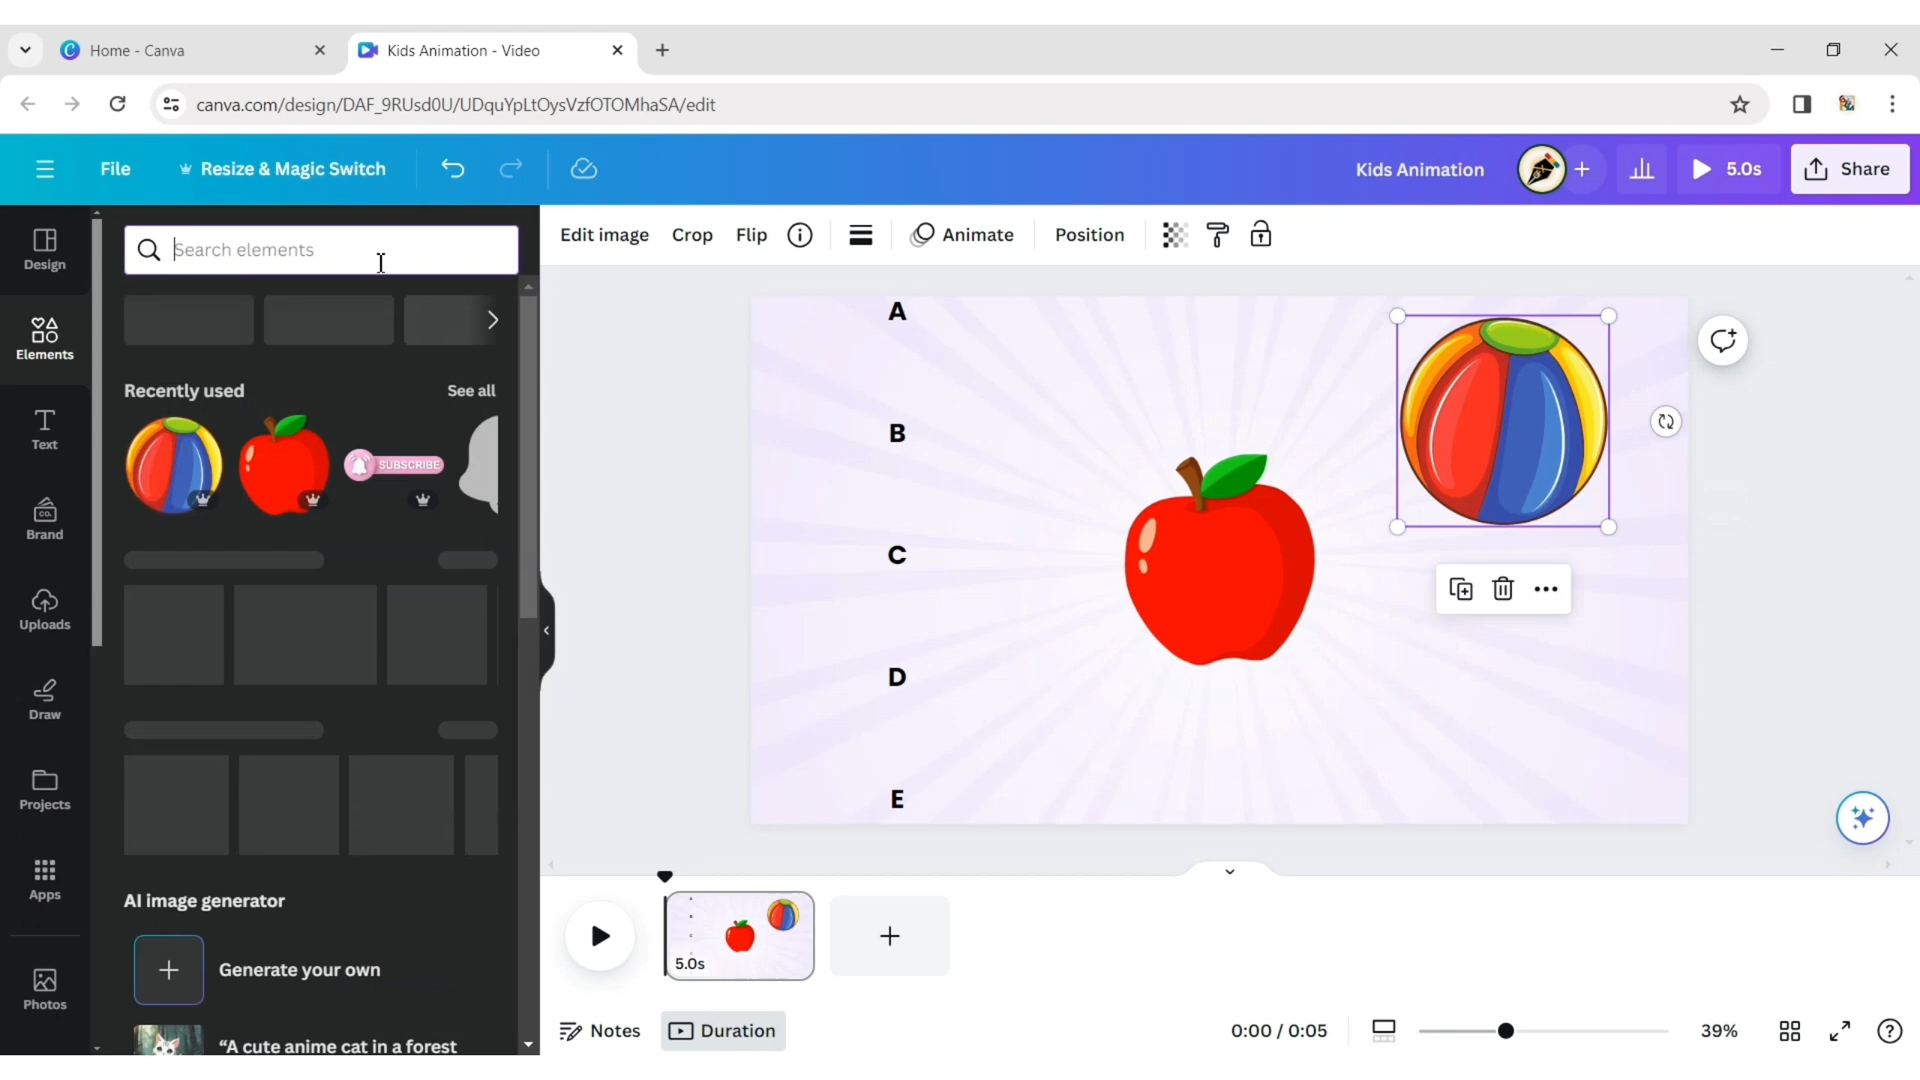 Home - Canva
Kids Animation - Video
canva.com/design/DAF_9RUsd0U/UDquYpLtOysVzfOTOMhaSA/edit
File
Resize & Magic Switch
Kids Animation
5.0s
Share
Design
Elements
Text
Brand
Uploads
Draw
Projects
Apps
Photos
Search elements
Recently used
See all
SUBSCRIBE
AI image generator
Generate your own
“A cute anime cat in a forest
Edit image
Crop
Flip
Animate
Position
A
B
C
D
E
5.0s
Notes
Duration
0:00 / 0:05
39%
CO.